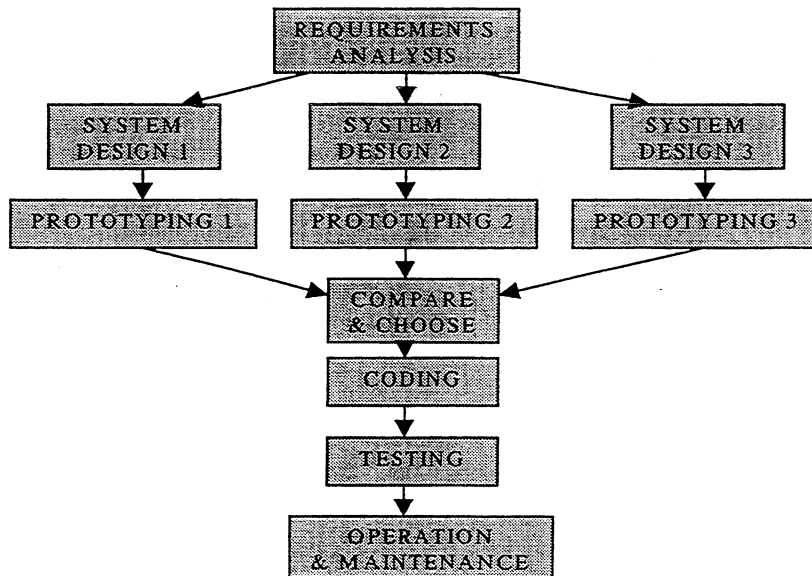 REQUIREMENTS
ANALYSIS
SYSTEM
DESIGN 1
SYSTEM
DESIGN 2
SYSTEM
DESIGN 3
PROTOTYPING 1
PROTOTYPING 2
PROTOTYPING 3
COMPARE
& CHOOSE
CODING
TESTING
OPERATION
& MAINTENANCE